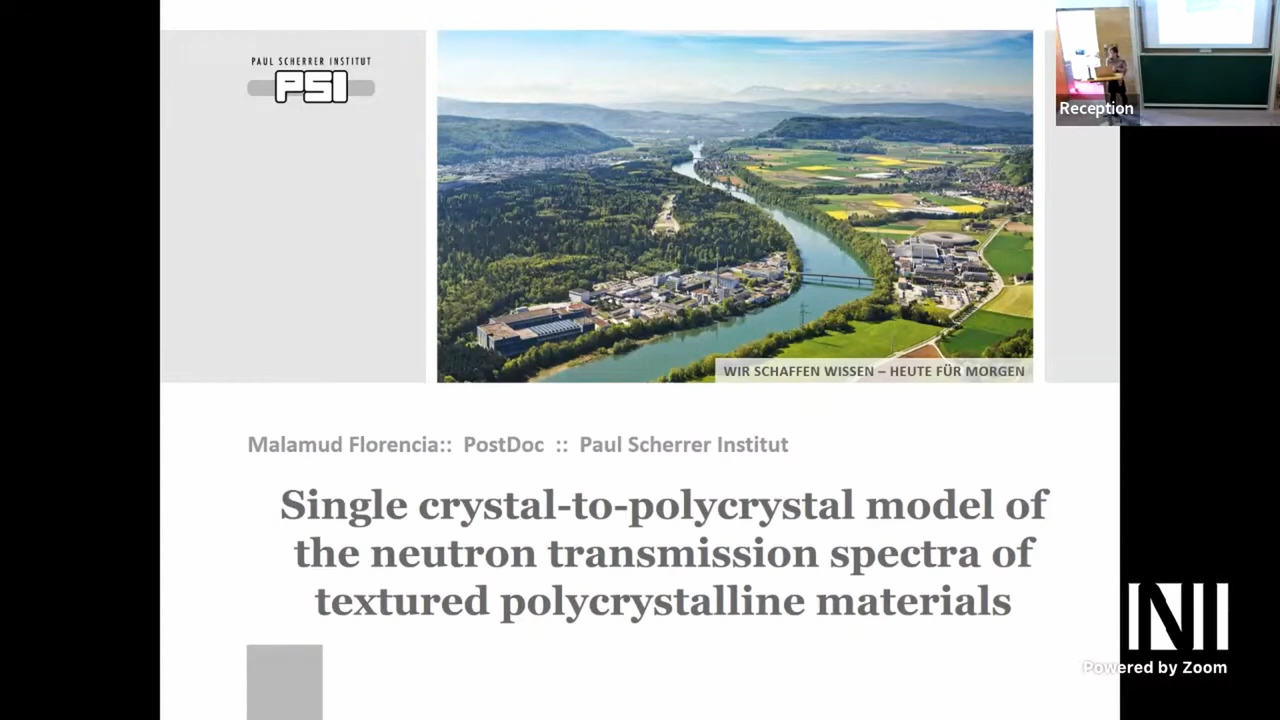 PAUL SCHERRER INSTITUT
PSI
Reception
WIR SCHAFFEN WISSEN – HEUTE FÜR MORGEN
Malamud Florencia:: PostDoc :: Paul Scherrer Institut
Single crystal-to-polycrystal model of
the neutron transmission spectra of
textured polycrystalline materials
NI
Powered by Zoom